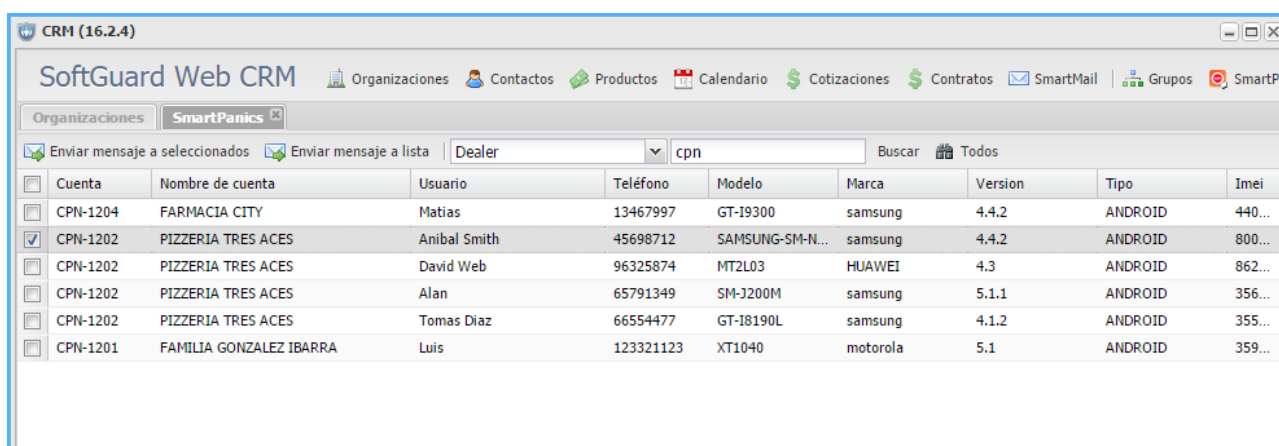 CRM (16.2.4)
SoftGuard Web CRM Organizaciones Contactos Productos Calendario Cotizaciones Contratos SmartMail Grupos SmartP
Organizaciones SmartPanics
Enviar mensaje a seleccionados Enviar mensaje a lista Dealer cpn Buscar Todos
Cuenta Nombre de cuenta Usuario Teléfono Modelo Marca Version Tipo Imei
CPN-1204 FARMACIA CITY Matias 13467997 GT-I9300 samsung 4.4.2 ANDROID 440...
CPN-1202 PIZZERIA TRES ACES Anibal Smith 45698712 SAMSUNG-SM-N... samsung 4.4.2 ANDROID 800...
CPN-1202 PIZZERIA TRES ACES David Web 96325874 MT2L03 HUAWEI 4.3 ANDROID 862...
CPN-1202 PIZZERIA TRES ACES Alan 65791349 SM-J200M samsung 5.1.1 ANDROID 356...
CPN-1202 PIZZERIA TRES ACES Tomas Diaz 66554477 GT-I8190L samsung 4.1.2 ANDROID 355...
CPN-1201 FAMILIA GONZALEZ IBARRA Luis 123321123 XT1040 motorola 5.1 ANDROID 359...